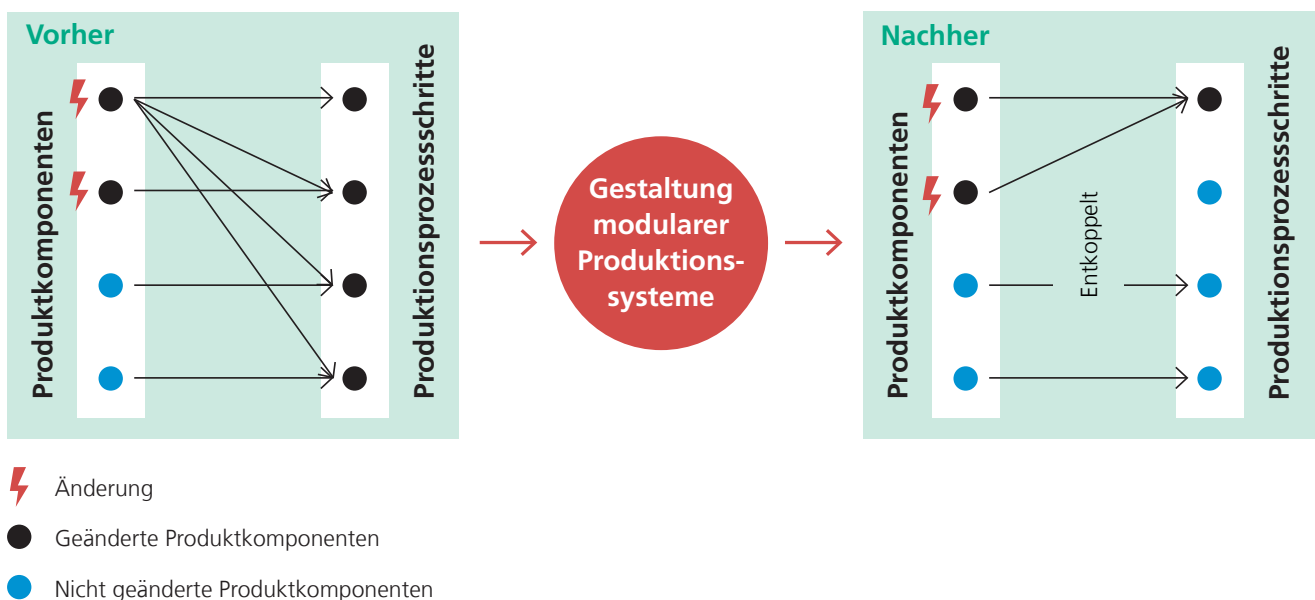 Vorher
Produktkomponenten
Produktionsprozessschritte
Gestaltung
modularer
Produktions-
systeme
Nachher
Produktkomponenten
Entkoppelt
Produktionsprozessschritte
Änderung
Geänderte Produktkomponenten
Nicht geänderte Produktkomponenten